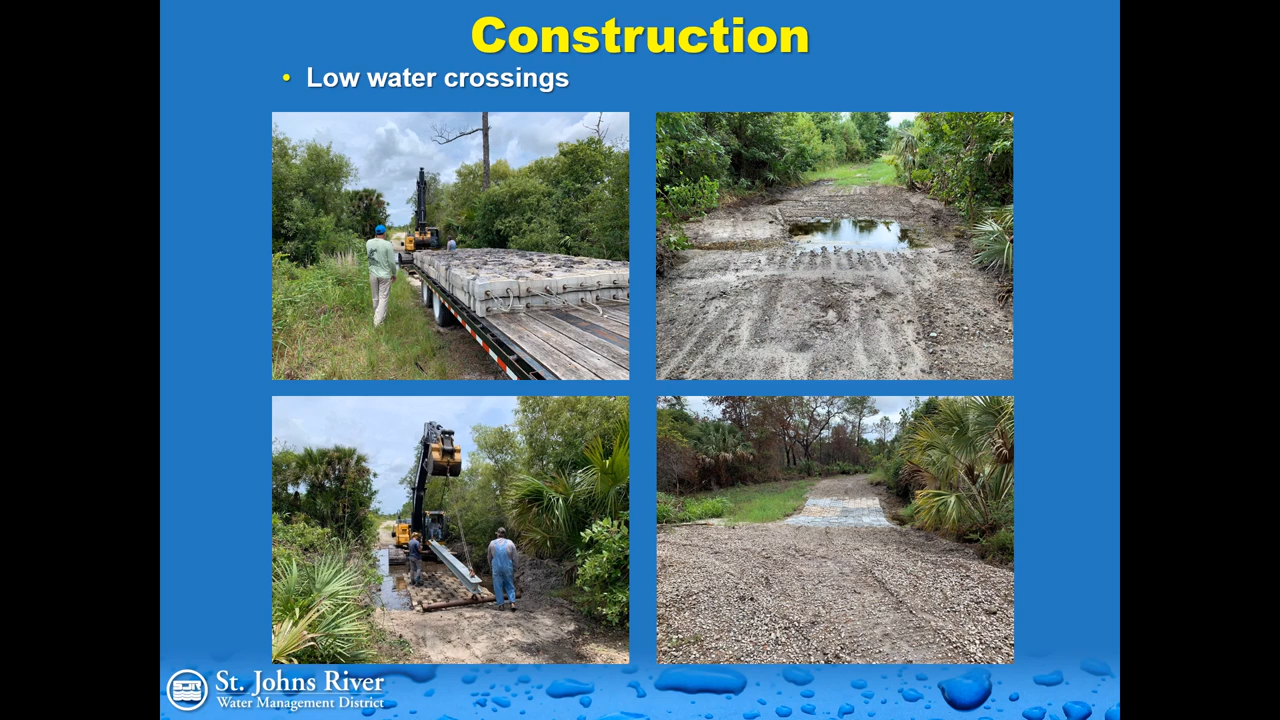 Construction
• Low water crossings
St. Johns River
Water Management District